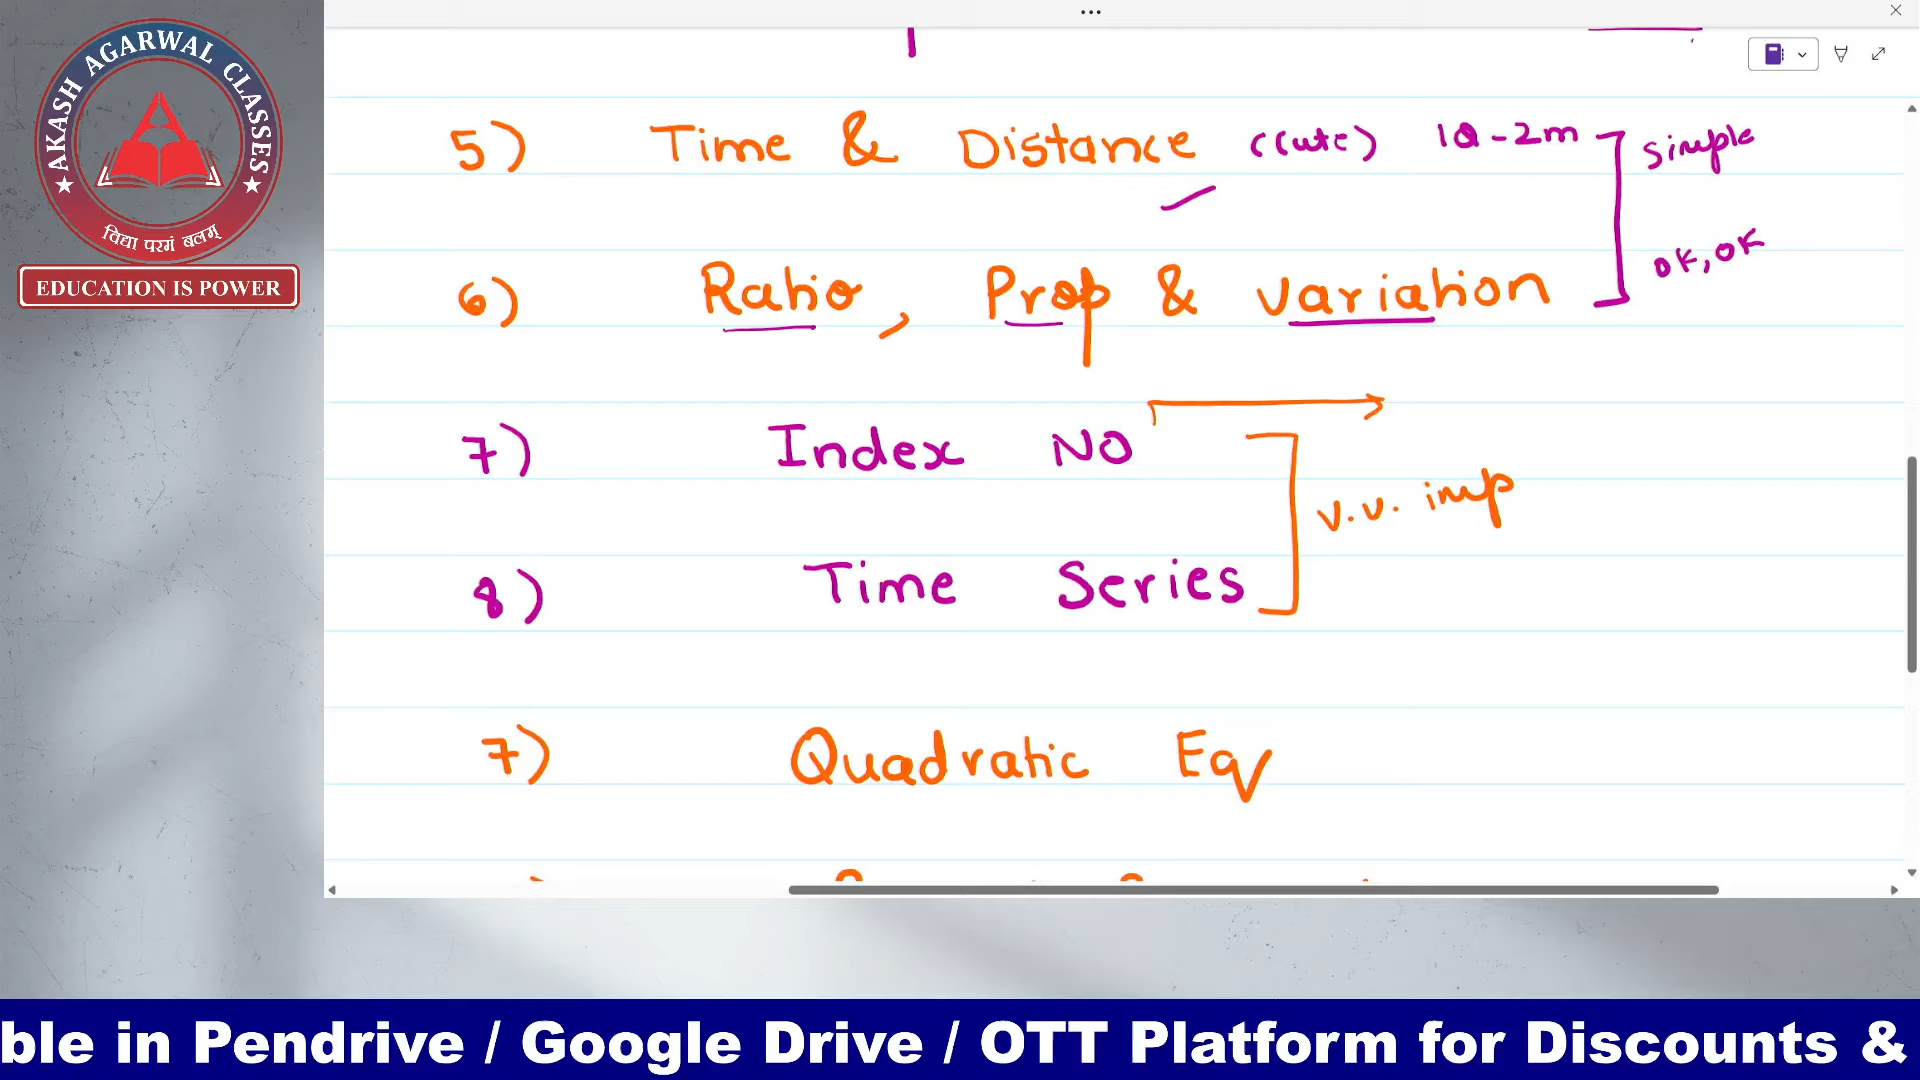 AKASH AGARWAL CLASSES
विद्या परमं बलम्
EDUCATION IS POWER
5) Time & Distance (Cute) 1Q - 2m simple
6) Ratio, Prop & Variation OK, OK
7) Index NO
v.v. imp
8) Time Series
7) Quadratic Eq
ble in Pendrive / Google Drive / OTT Platform for Discounts &